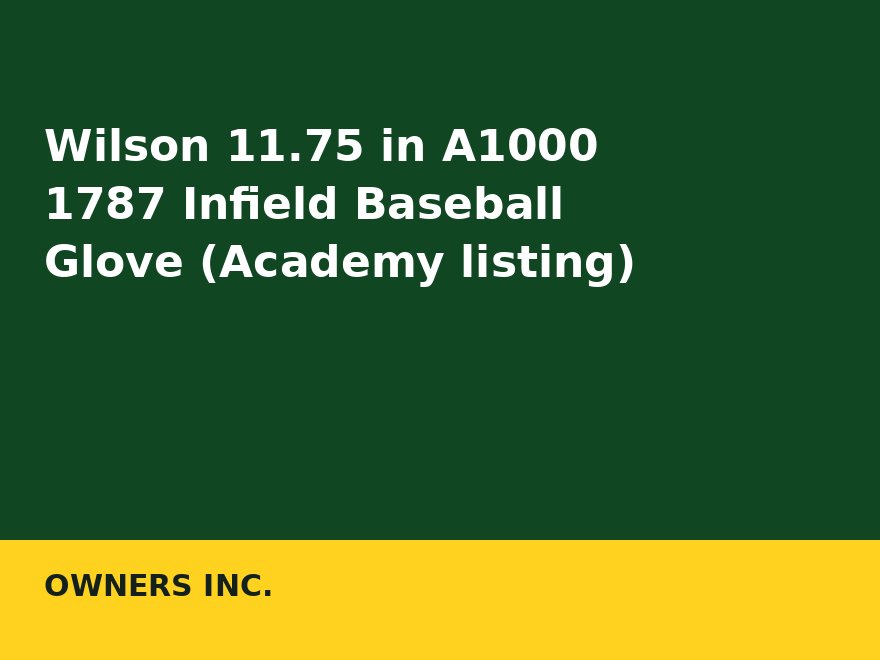 Wilson 11.75 in A1000
1787 Infield Baseball
Glove (Academy listing)
OWNERS INC.